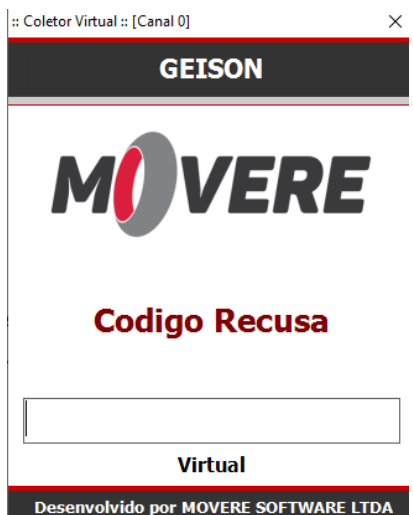 :: Coletor Virtual :: [Canal 0]
GEISON
MOVERE
Codigo Recusa
Virtual
Desenvolvido por MOVERE SOFTWARE LTDA